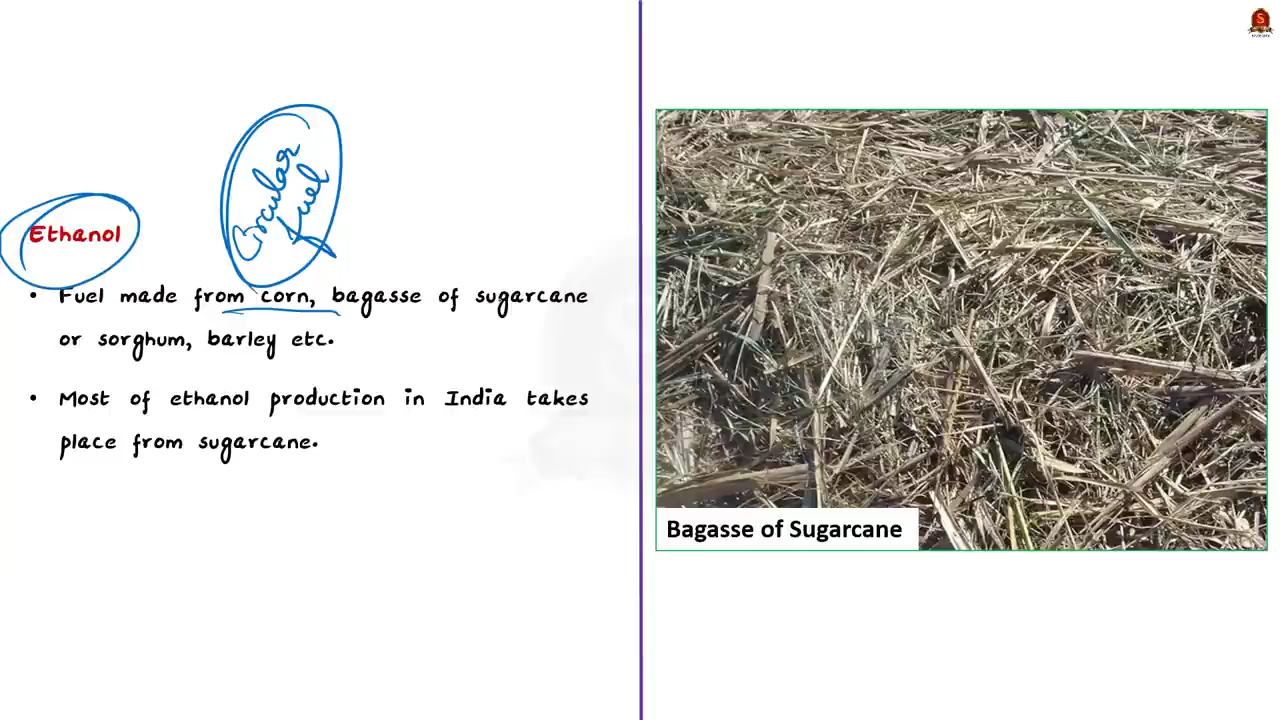 Circular
fuel
Ethanol
• Fuel made from corn, bagasse of sugarcane
or sorghum, barley etc.
• Most of ethanol production in India takes
place from sugarcane.
Bagasse of Sugarcane